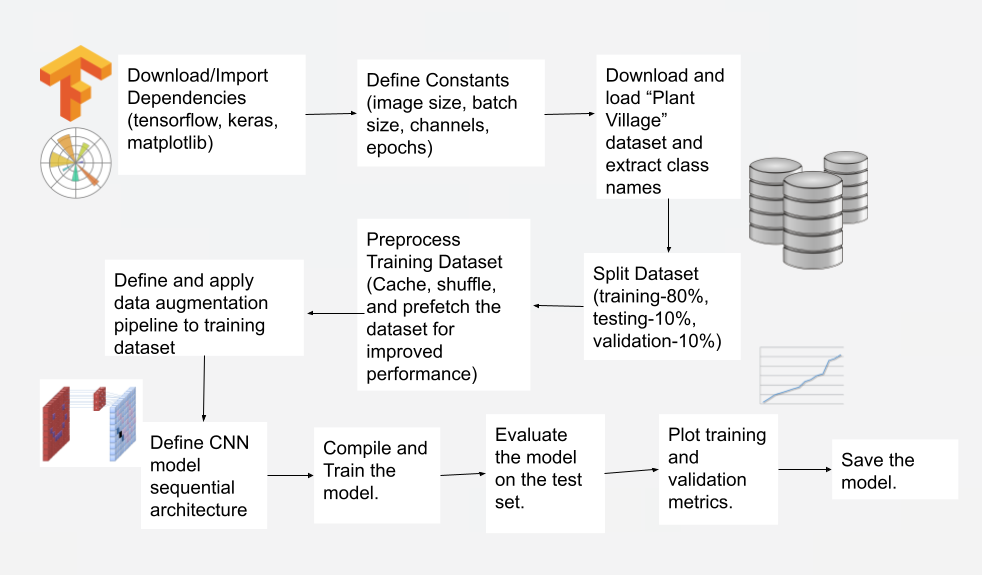 Download/Import
Dependencies
(tensorflow, keras,
matplotlib)
Define Constants
(image size, batch
size, channels,
epochs)
Download and
load “Plant
Village”
dataset and
extract class
names
Split Dataset
(training-80%,
testing-10%,
validation-10%)
Preprocess
Training Dataset
(Cache, shuffle,
and prefetch the
dataset for
improved
performance)
Define and apply
data augmentation
pipeline to training
dataset
Define CNN
model
sequential
architecture
Compile and
Train the
model.
Evaluate
the model
on the test
set.
Plot training
and
validation
metrics.
Save the
model.